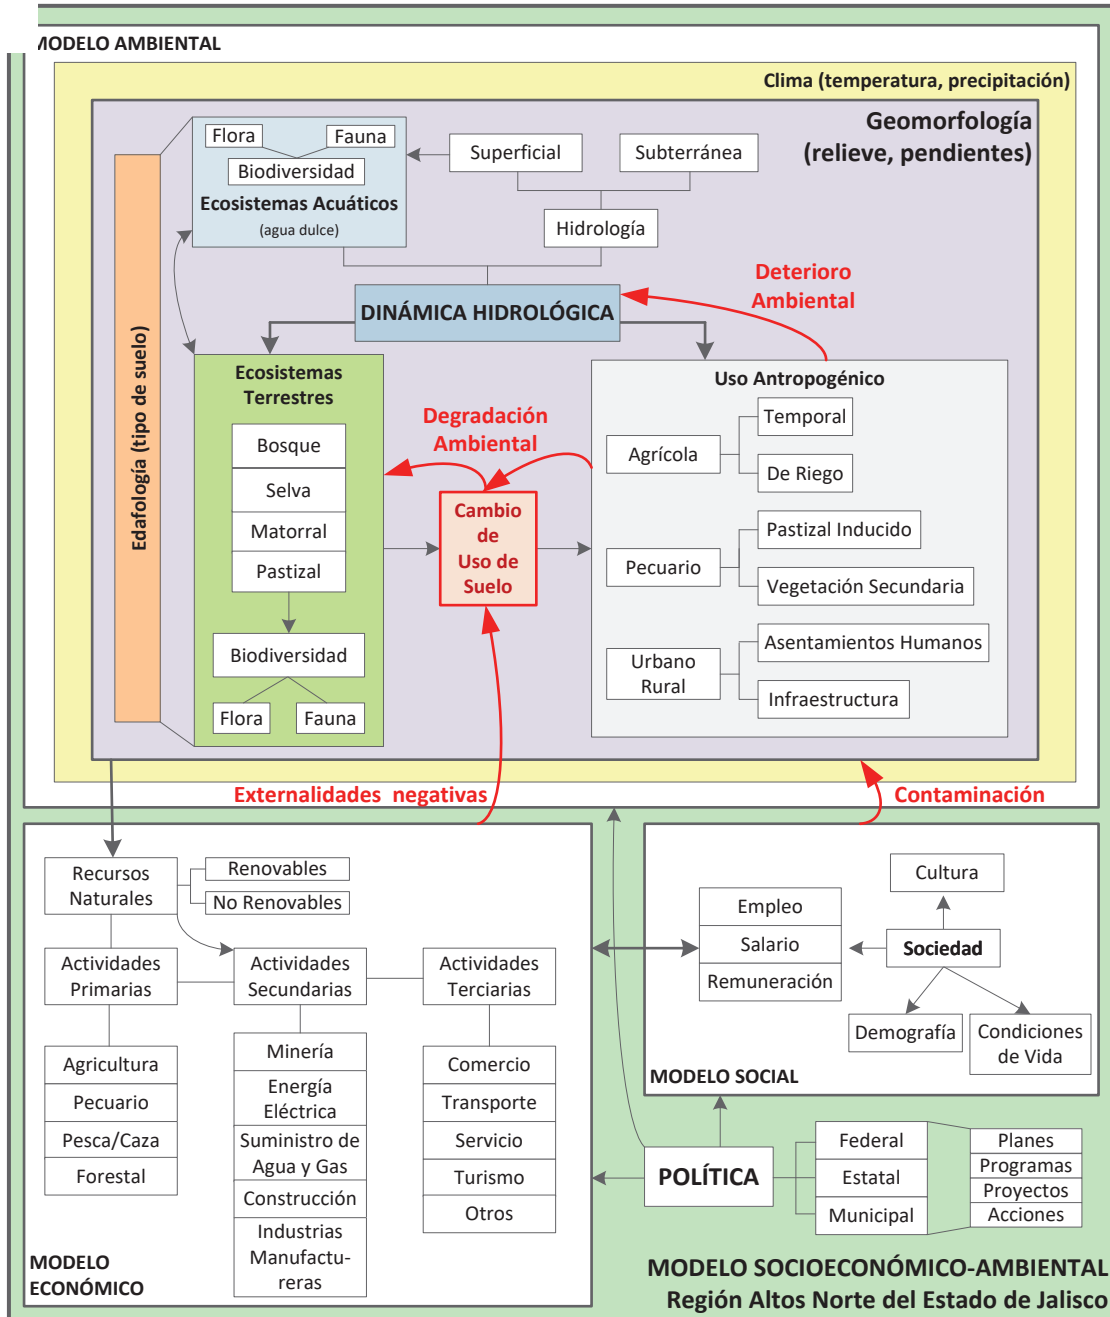 MODELO AMBIENTAL
Clima (temperatura, precipitación)
Geomorfología
(relieve, pendientes)
Edafología (tipo de suelo)
Flora
Fauna
Biodiversidad
Ecosistemas Acuáticos
(agua dulce)
Superficial
Subterránea
Hidrología
Deterioro
Ambiental
DINÁMICA HIDROLÓGICA
Ecosistemas
Terrestres
Bosque
Selva
Matorral
Pastizal
Biodiversidad
Flora
Fauna
Degradación
Ambiental
Cambio
de
Uso de
Suelo
Uso Antropogénico
Agrícola
Temporal
De Riego
Pecuario
Pastizal Inducido
Vegetación Secundaria
Urbano
Rural
Asentamientos Humanos
Infraestructura
Externalidades negativas
Contaminación
Recursos
Naturales
Renovables
No Renovables
Actividades
Primarias
Actividades
Secundarias
Actividades
Terciarias
Agricultura
Pecuario
Pesca/Caza
Forestal
Minería
Energía
Eléctrica
Suministro de
Agua y Gas
Construcción
Industrias
Manufactu-
reras
Comercio
Transporte
Servicio
Turismo
Otros
MODELO
ECONÓMICO
Empleo
Salario
Remuneración
Cultura
Sociedad
Demografía
Condiciones
de Vida
MODELO SOCIAL
POLÍTICA
Federal
Estatal
Municipal
Planes
Programas
Proyectos
Acciones
MODELO SOCIOECONÓMICO-AMBIENTAL
Región Altos Norte del Estado de Jalisco